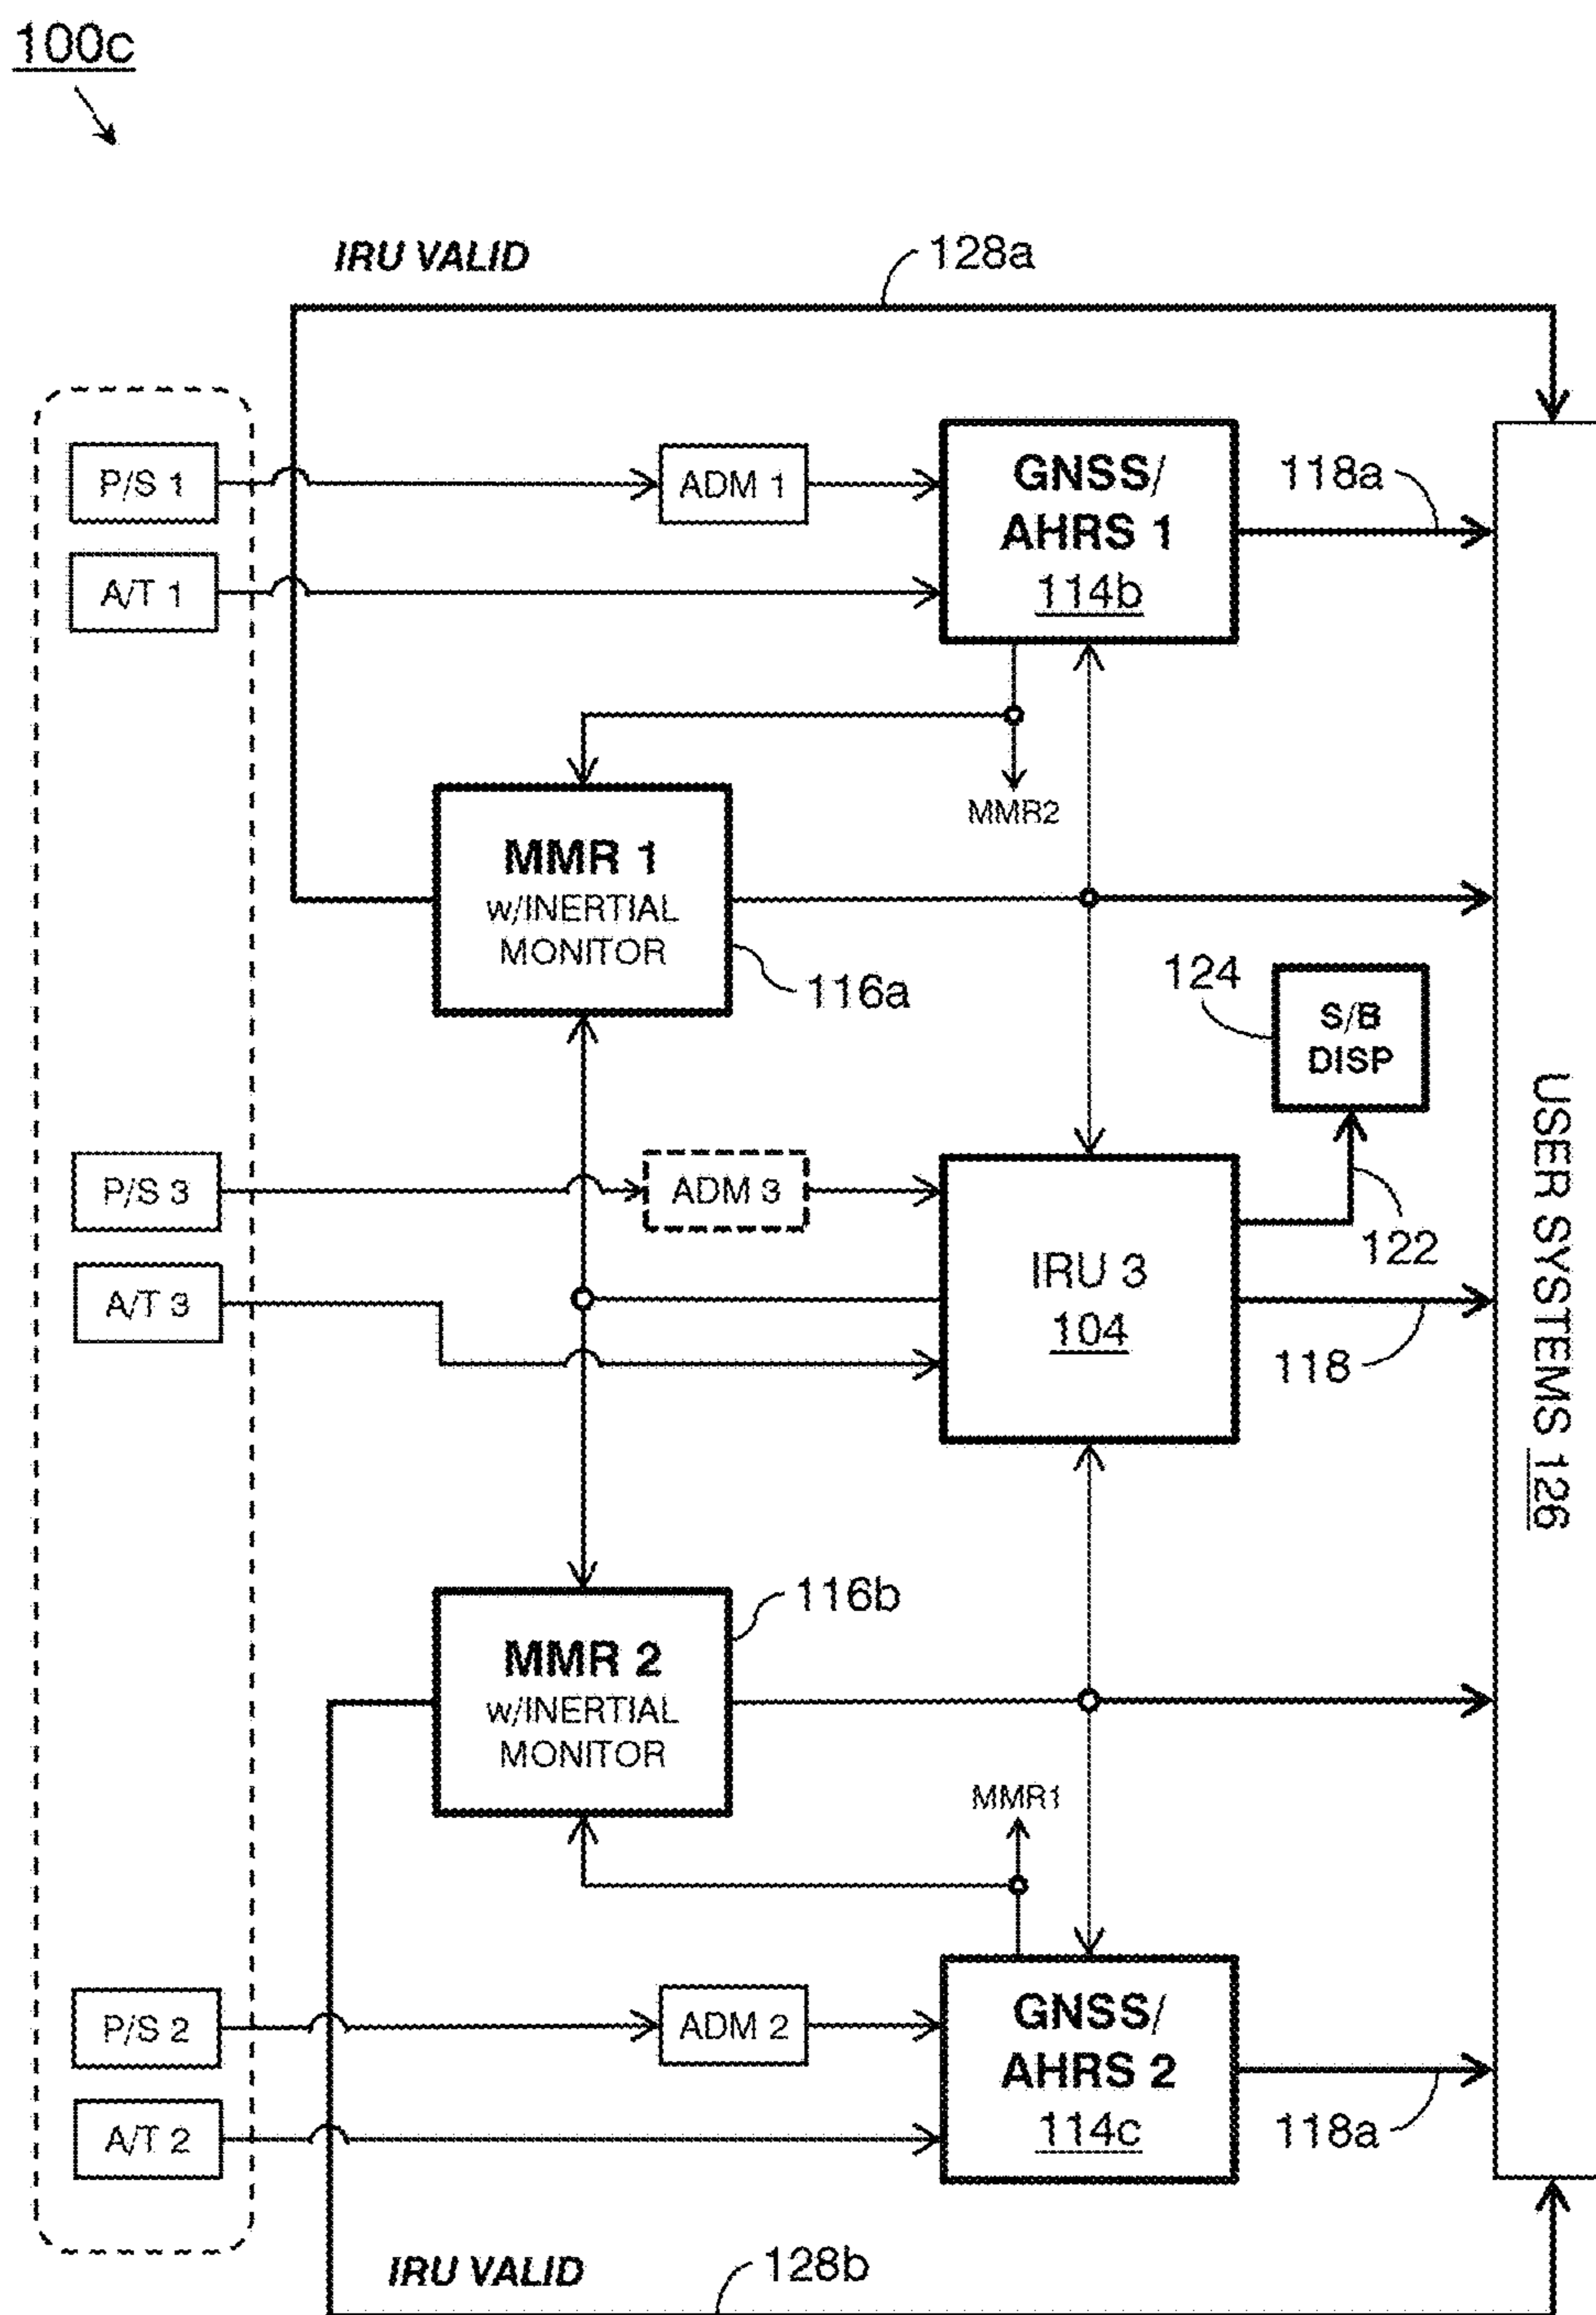 100c
IRU VALID
128a
P/S 1
ADM 1
GNSS/
AHRS 1
114b
118a
A/T 1
MMR2
MMR 1
w/INERTIAL
MONITOR
116a
124
S/B
DISP
P/S 3
ADM 3
IRU 3
104
122
A/T 3
118
USER SYSTEMS 126
116b
MMR 2
w/INERTIAL
MONITOR
MMR1
P/S 2
ADM 2
GNSS/
AHRS 2
114c
118a
A/T 2
IRU VALID
128b